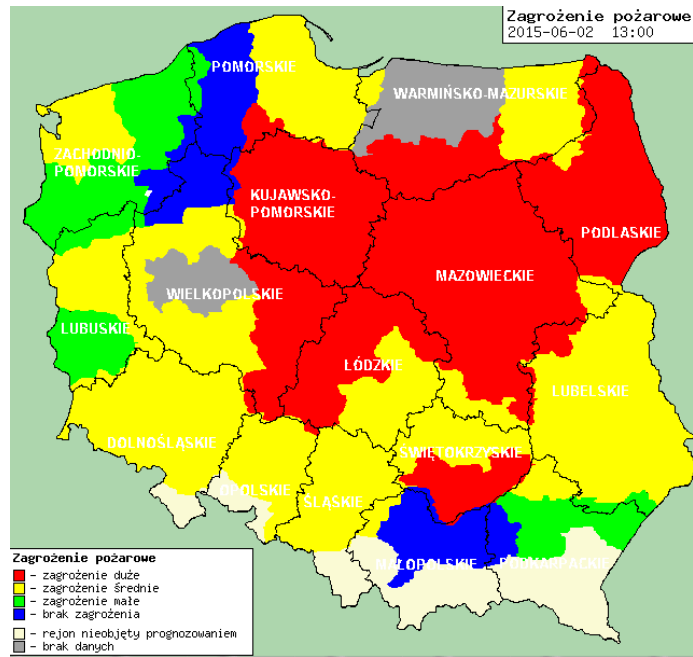 Zagrożenie pożarowe
2015-06-02 13:00
POMORSKIE
WARMIŃSKO-MAZURSKIE
ZACHODNIO-
POMORSKIE
KUJAWSKO-
POMORSKIE
PODLASKIE
MAZOWIECKIE
WIELKOPOLSKIE
LUBUSKIE
ŁÓDZKIE
LUBELSKIE
DOLNOŚLĄSKIE
ŚWIĘTOKRZYSKIE
OPOLSKIE
ŚLĄSKIE
MAŁOPOLSKIE
PODKARPACKIE
Zagrożenie pożarowe
– zagrożenie duże
– zagrożenie średnie
– zagrożenie małe
– brak zagrożenia
– rejon nieobjęty prognozowaniem
– brak danych